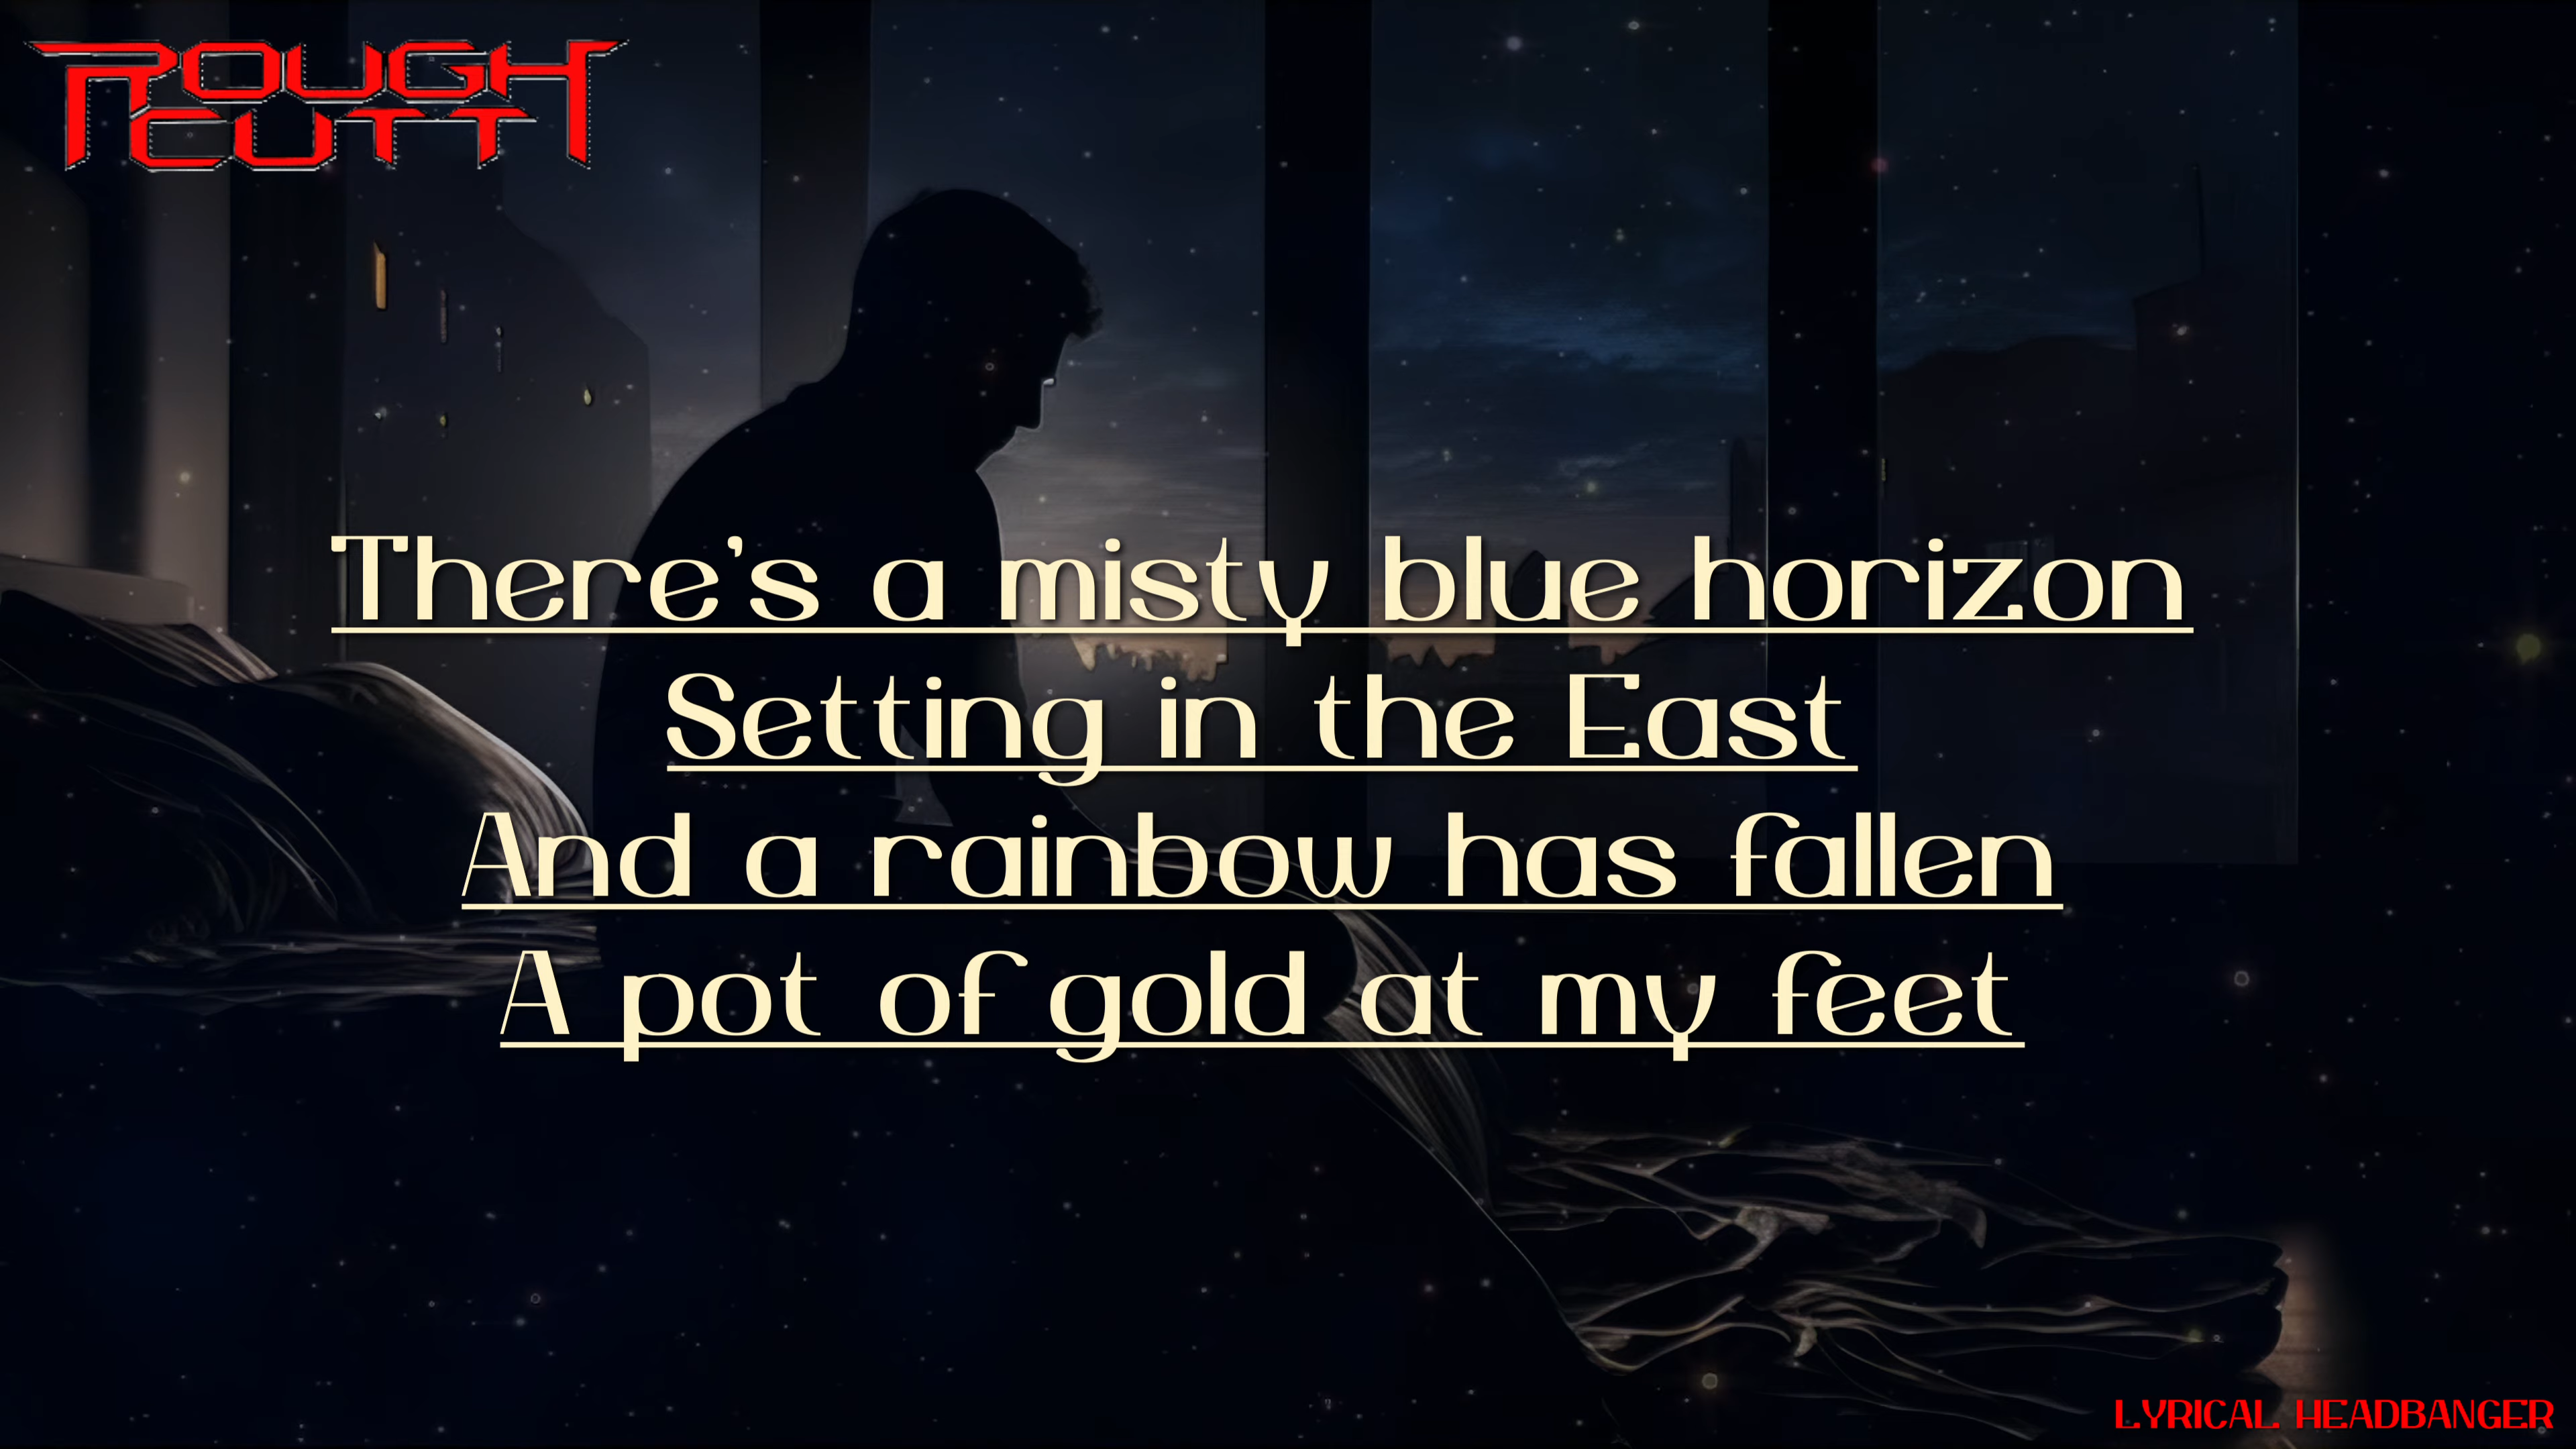 ROUGH
CUTT
There's a misty blue horizon
Setting in the East
And a rainbow has fallen
A pot of gold at my feet
LYRICAL HEADBANGER